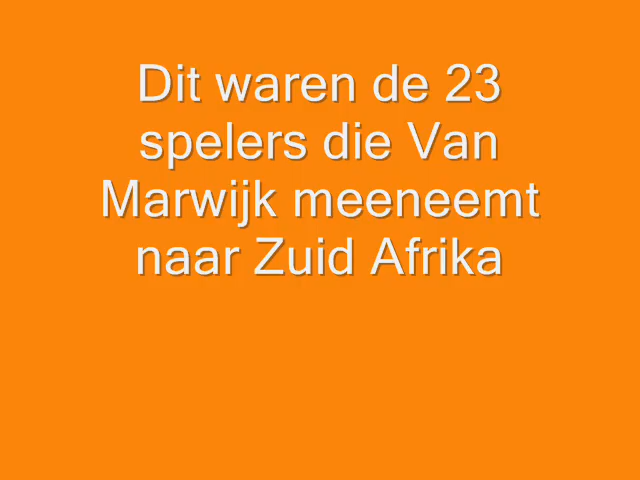 Dit waren de 23
spelers die Van
Marwijk meeneemt
naar Zuid Afrika